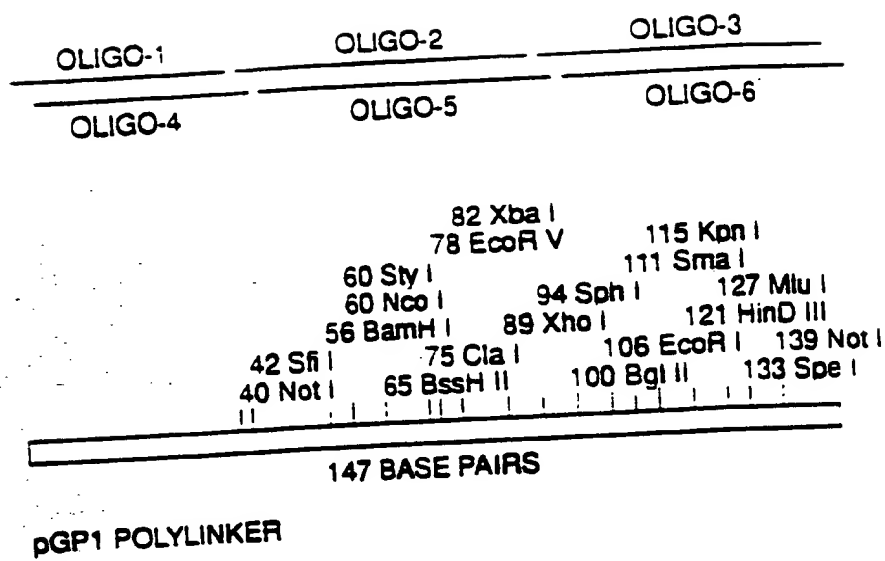 OLIGO-1 OLIGO-2 OLIGO-3
OLIGO-4 OLIGO-5 OLIGO-6
82 Xba I
78 EcoR V 115 Kpn I
60 Sty I 111 Sma I
60 Nco I 94 Sph I 127 Mlu I
56 BamH I 89 Xho I 121 HinD III
42 Sfi I 75 Cla I 106 EcoR I 139 Not I
40 Not I 65 BssH II 100 Bgl II 133 Spe I
147 BASE PAIRS
pGP1 POLYLINKER